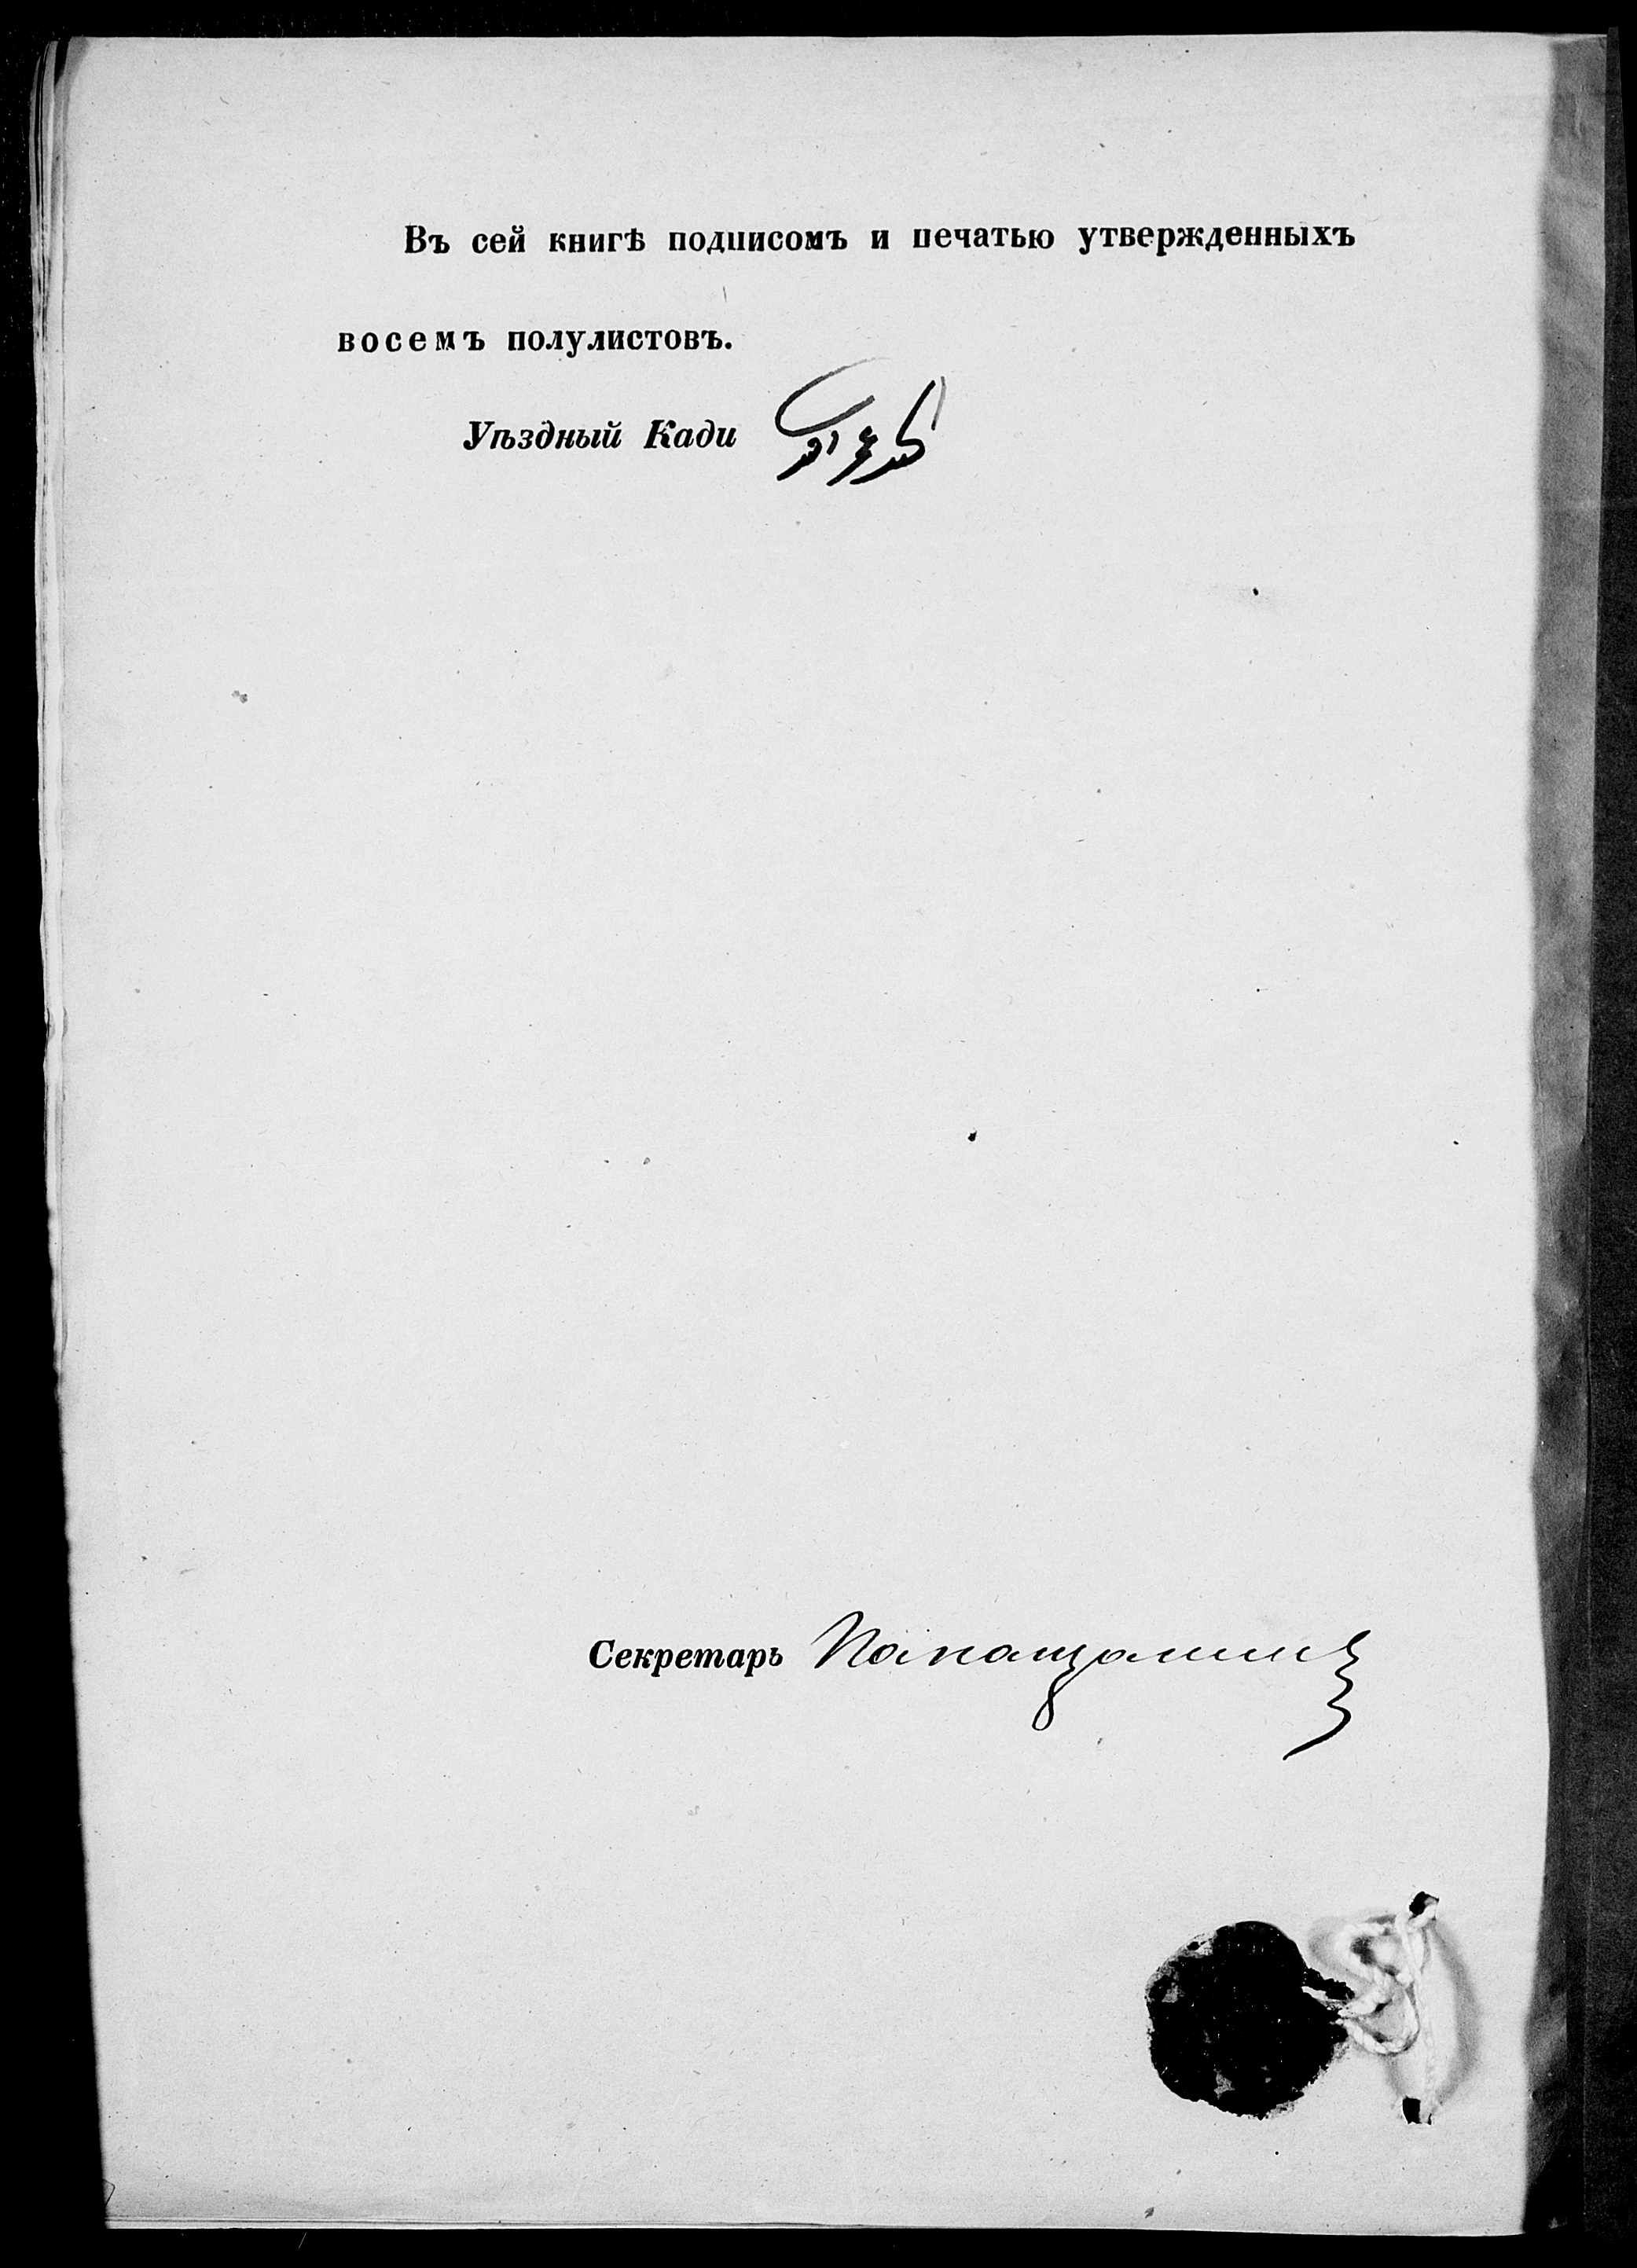 Въ сей книгѣ подписомъ и печатью утвержденныхъ
восемъ полулистовъ.
Уѣздный Кади
Секретарь